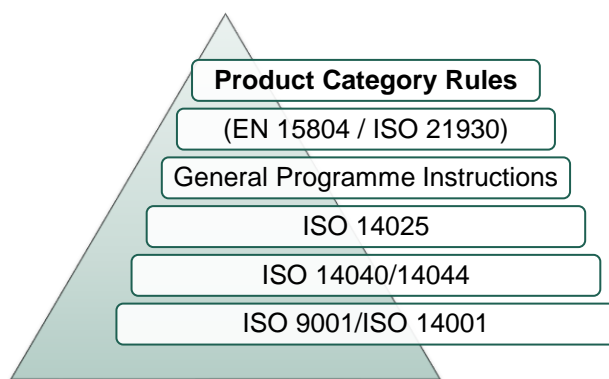 Product Category Rules
(EN 15804 / ISO 21930)
General Programme Instructions
ISO 14025
ISO 14040/14044
ISO 9001/ISO 14001